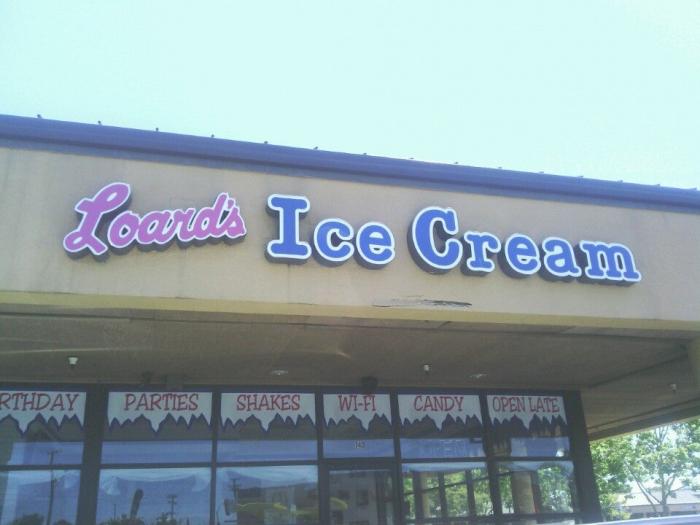 Loard's Ice Cream
RTHDAY PARTIES SHAKES WI-FI CANDY OPEN LATE